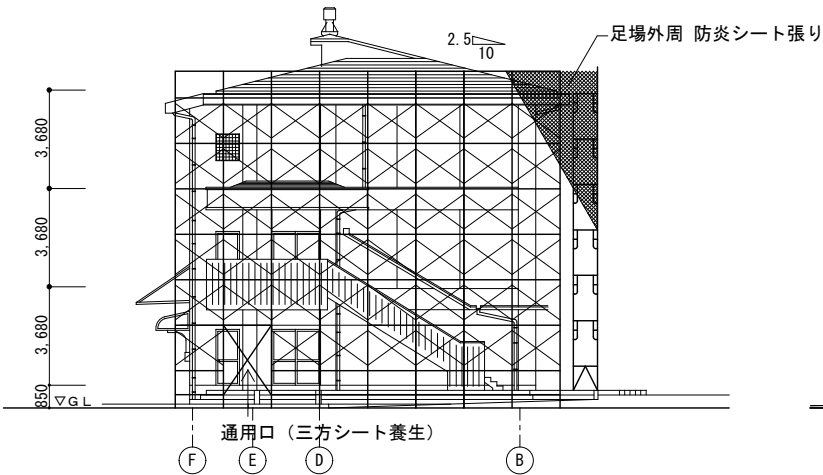 2.5
10
足場外周 防炎シート張り
3,680
3,680
3,680
850
▽GL
通用口（三方シート養生）
F
E
D
B